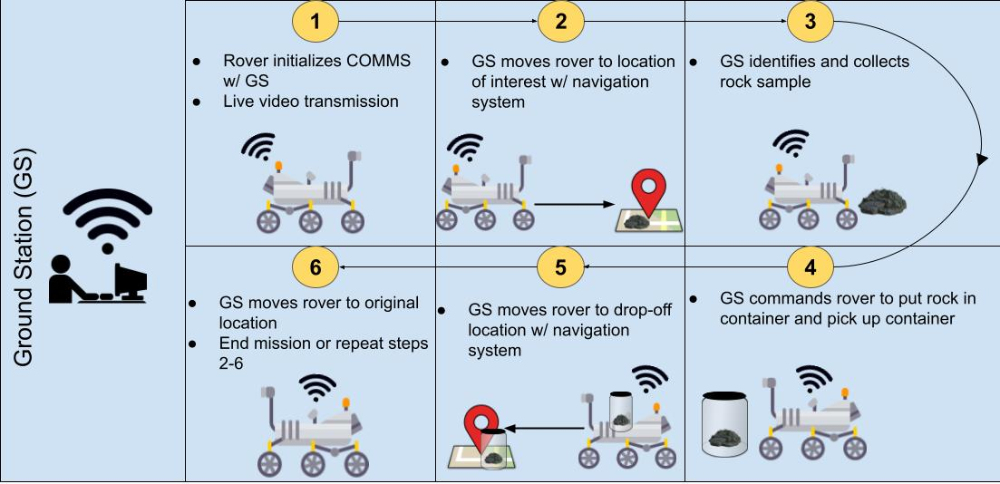 Ground Station (GS)
1
● Rover initializes COMMS
w/ GS
● Live video transmission
2
● GS moves rover to location
of interest w/ navigation
system
3
● GS identifies and collects
rock sample
4
● GS commands rover to put rock in
container and pick up container
5
● GS moves rover to drop-off
location w/ navigation
system
6
● GS moves rover to original
location
● End mission or repeat steps
2-6